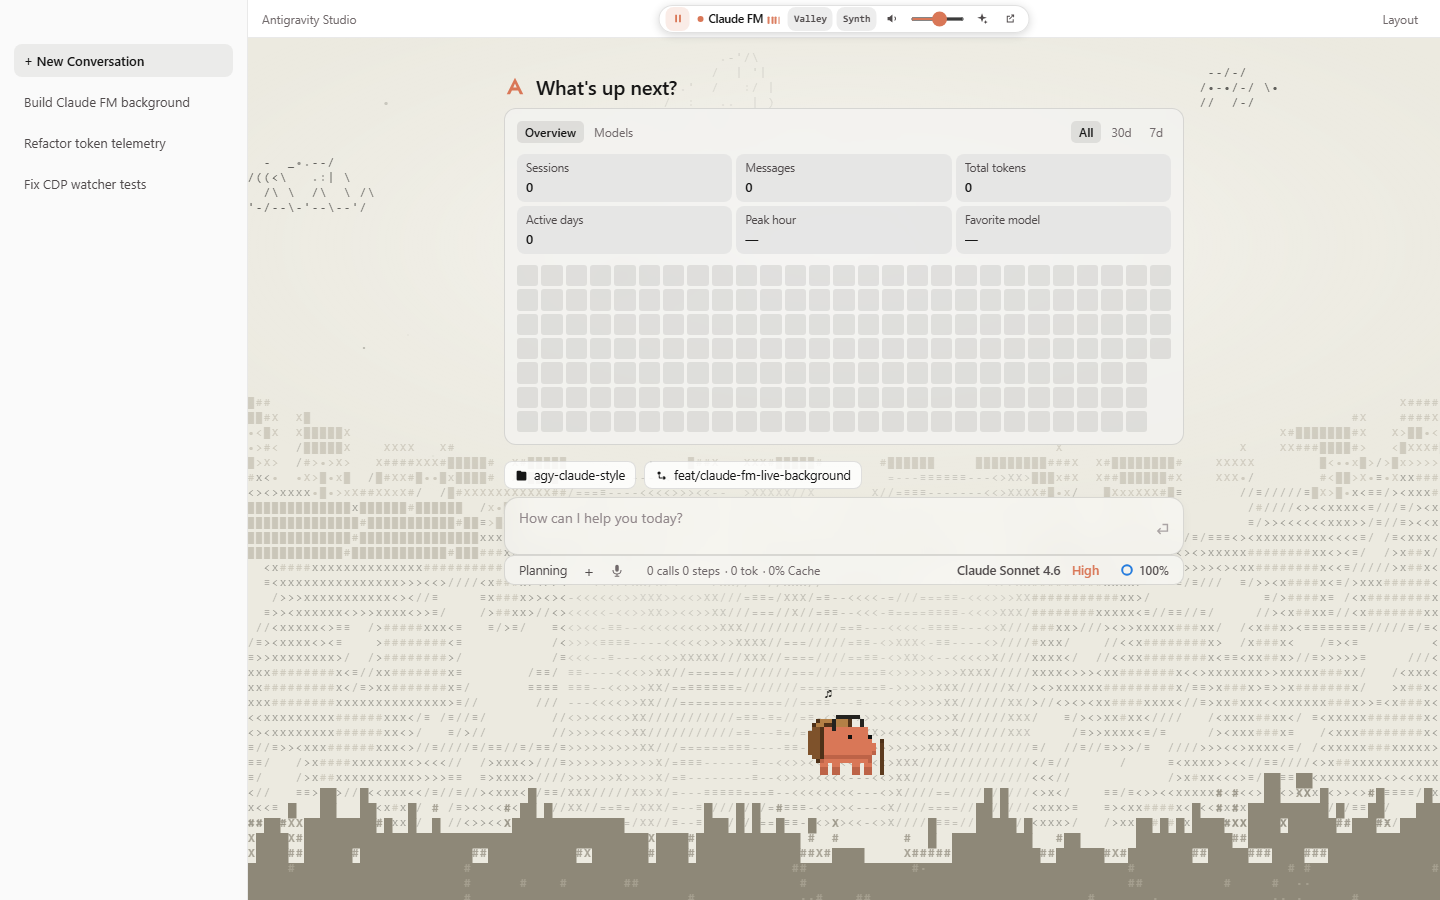 Antigravity Studio
Claude FM
Valley
Synth
Layout
+ New Conversation
Build Claude FM background
Refactor token telemetry
Fix CDP watcher tests
What's up next?
Overview Models
All 30d 7d
Sessions
0
Messages
0
Total tokens
0
Active days
0
Peak hour
—
Favorite model
—
agy-claude-style
feat/claude-fm-live-background
How can I help you today?
Planning + 0 calls 0 steps · 0 tok · 0% Cache
Claude Sonnet 4.6 High 100%